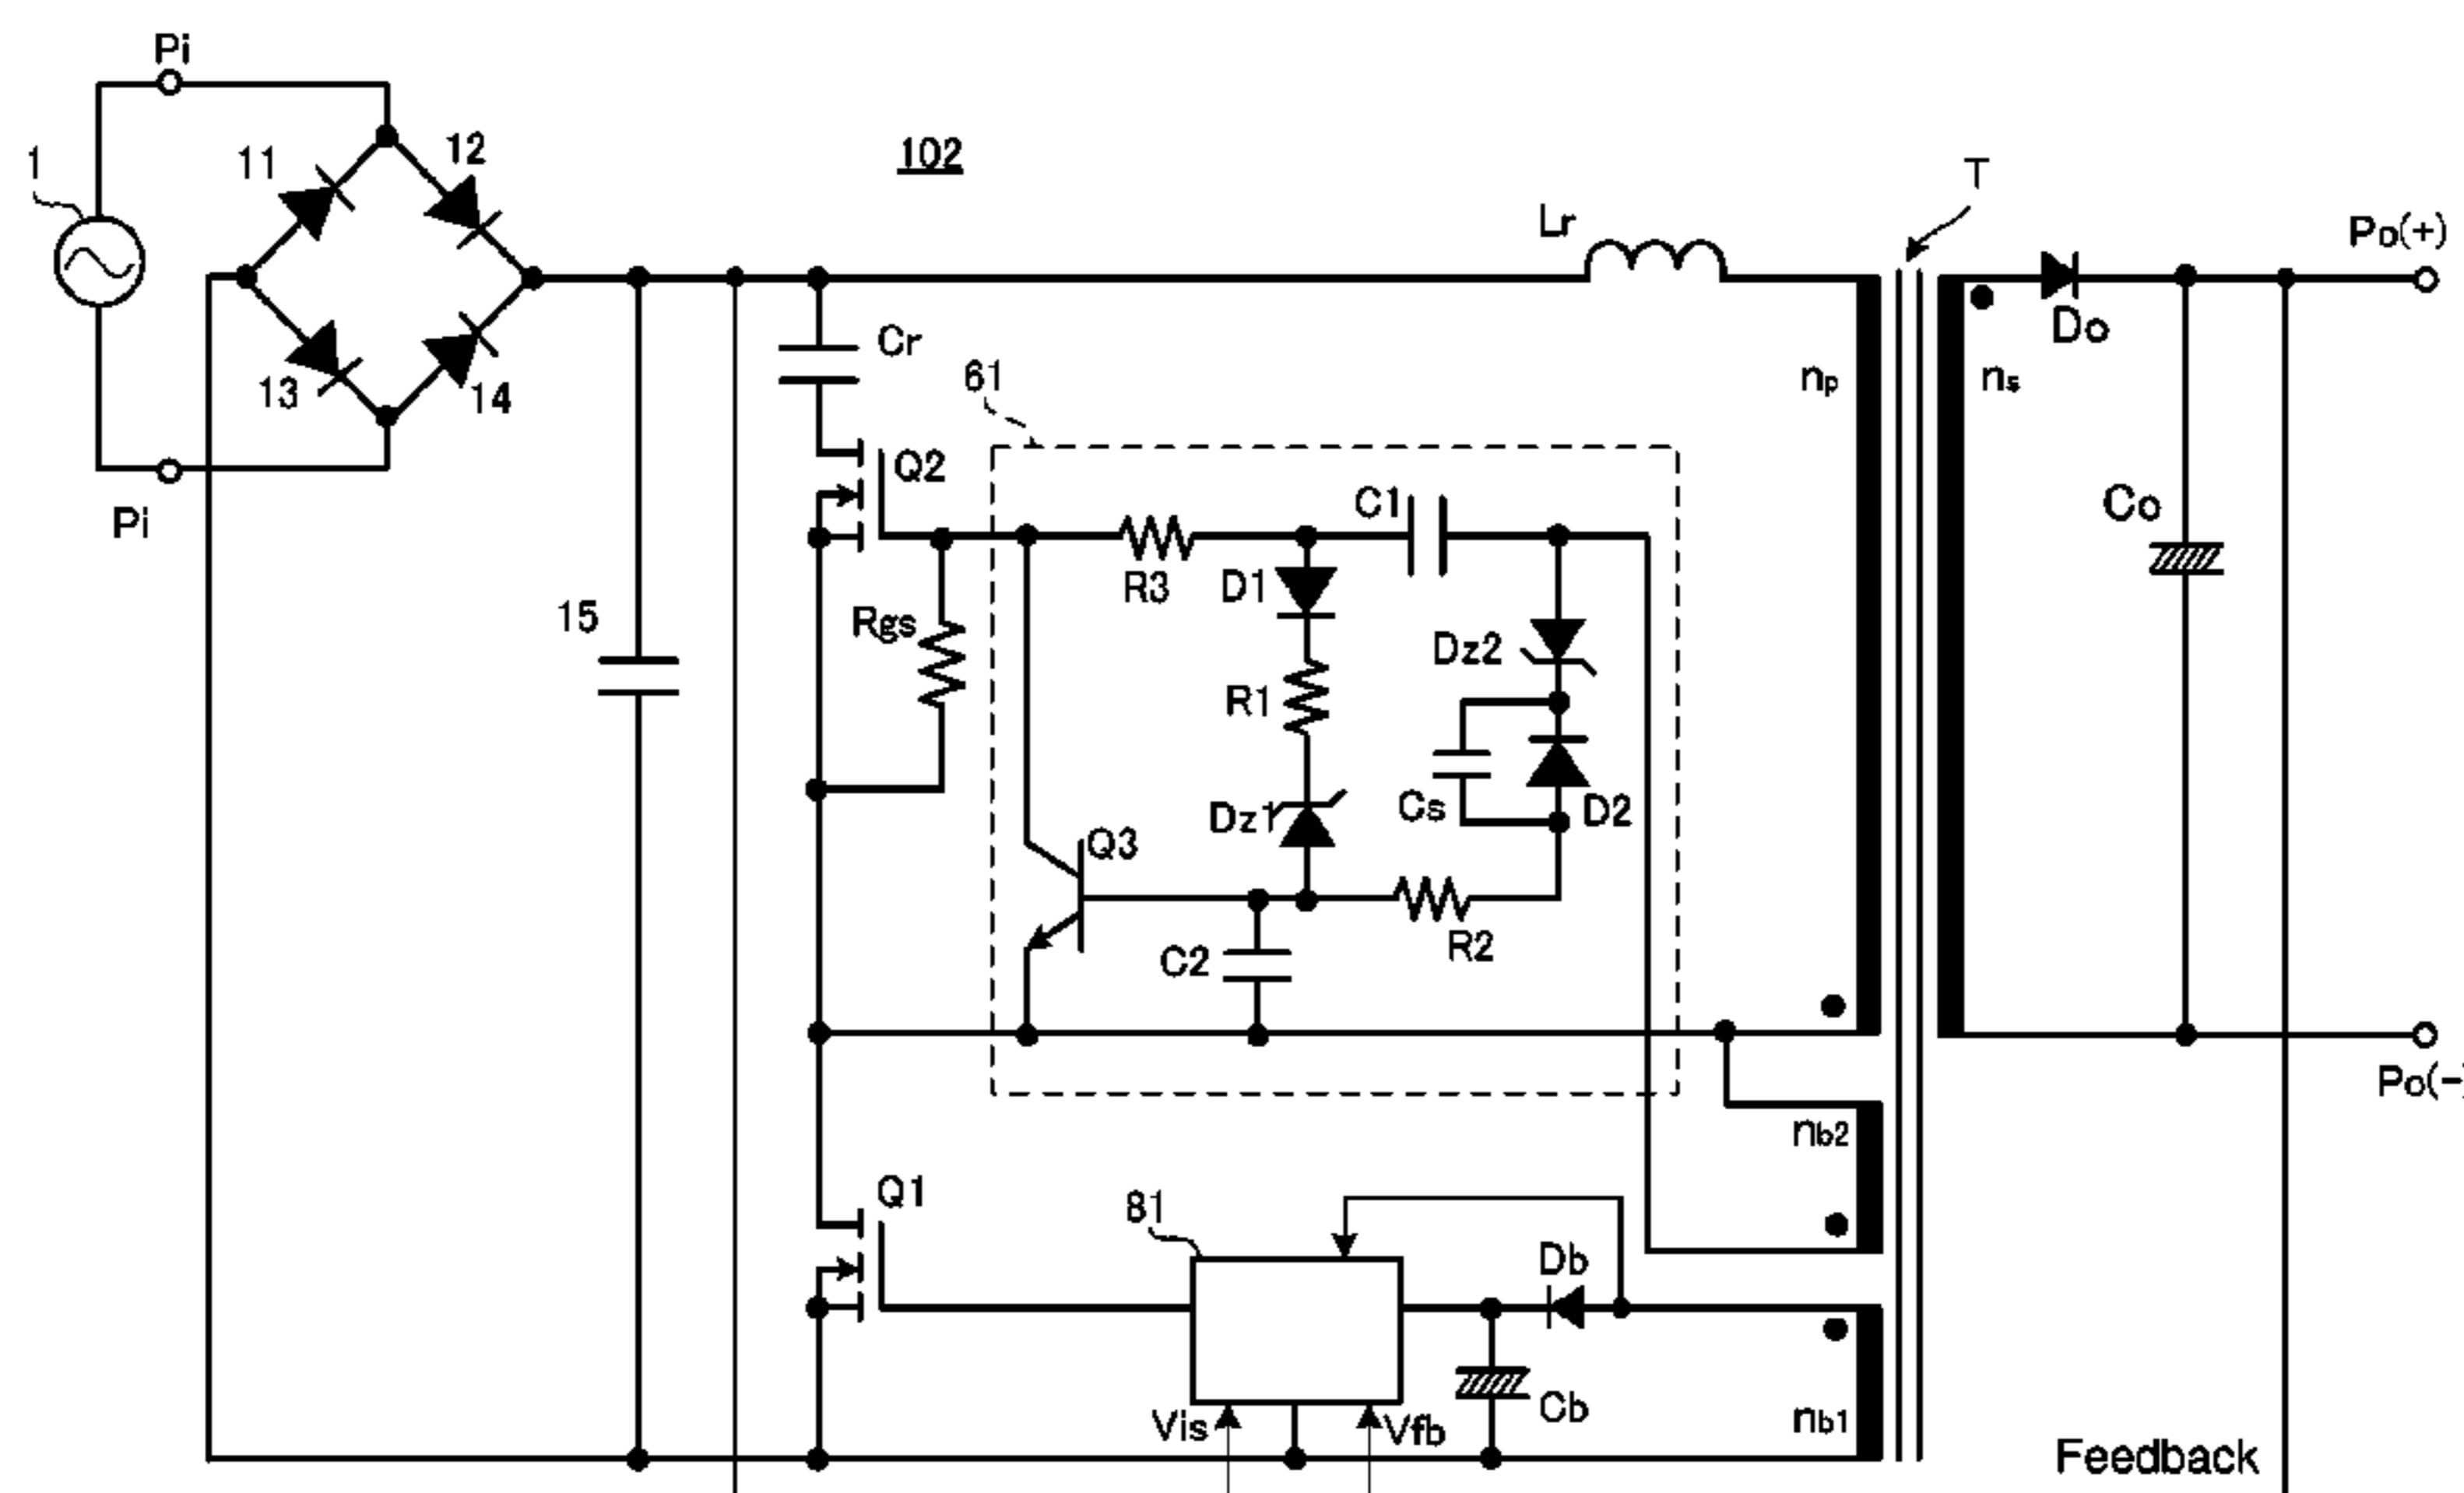 Pi
11
12
1
102
T
Lr
Po(+)
Do
Cr
61
np
ns
13
14
Q2
C1
Co
Pi
R3
D1
15
Rgs
Dz2
R1
Dz1
Cs
D2
Q3
C2
R2
Po(-)
nb2
Q1
81
Db
Vis
Vfb
Cb
nb1
Feedback